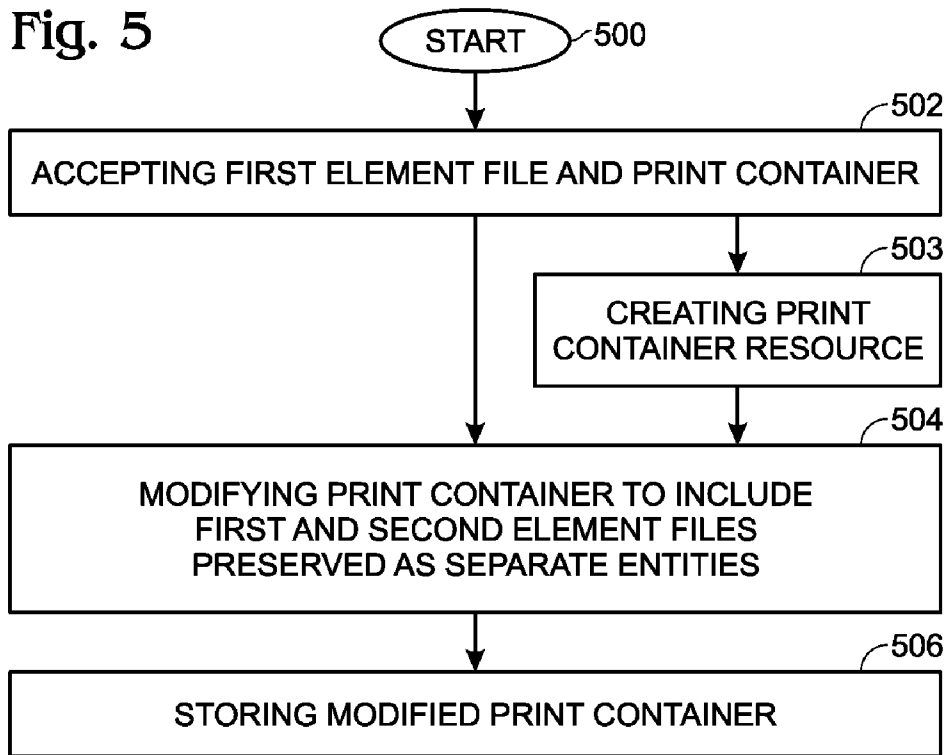 Fig. 5
START
500
502
ACCEPTING FIRST ELEMENT FILE AND PRINT CONTAINER
503
CREATING PRINT
CONTAINER RESOURCE
504
MODIFYING PRINT CONTAINER TO INCLUDE
FIRST AND SECOND ELEMENT FILES
PRESERVED AS SEPARATE ENTITIES
506
STORING MODIFIED PRINT CONTAINER